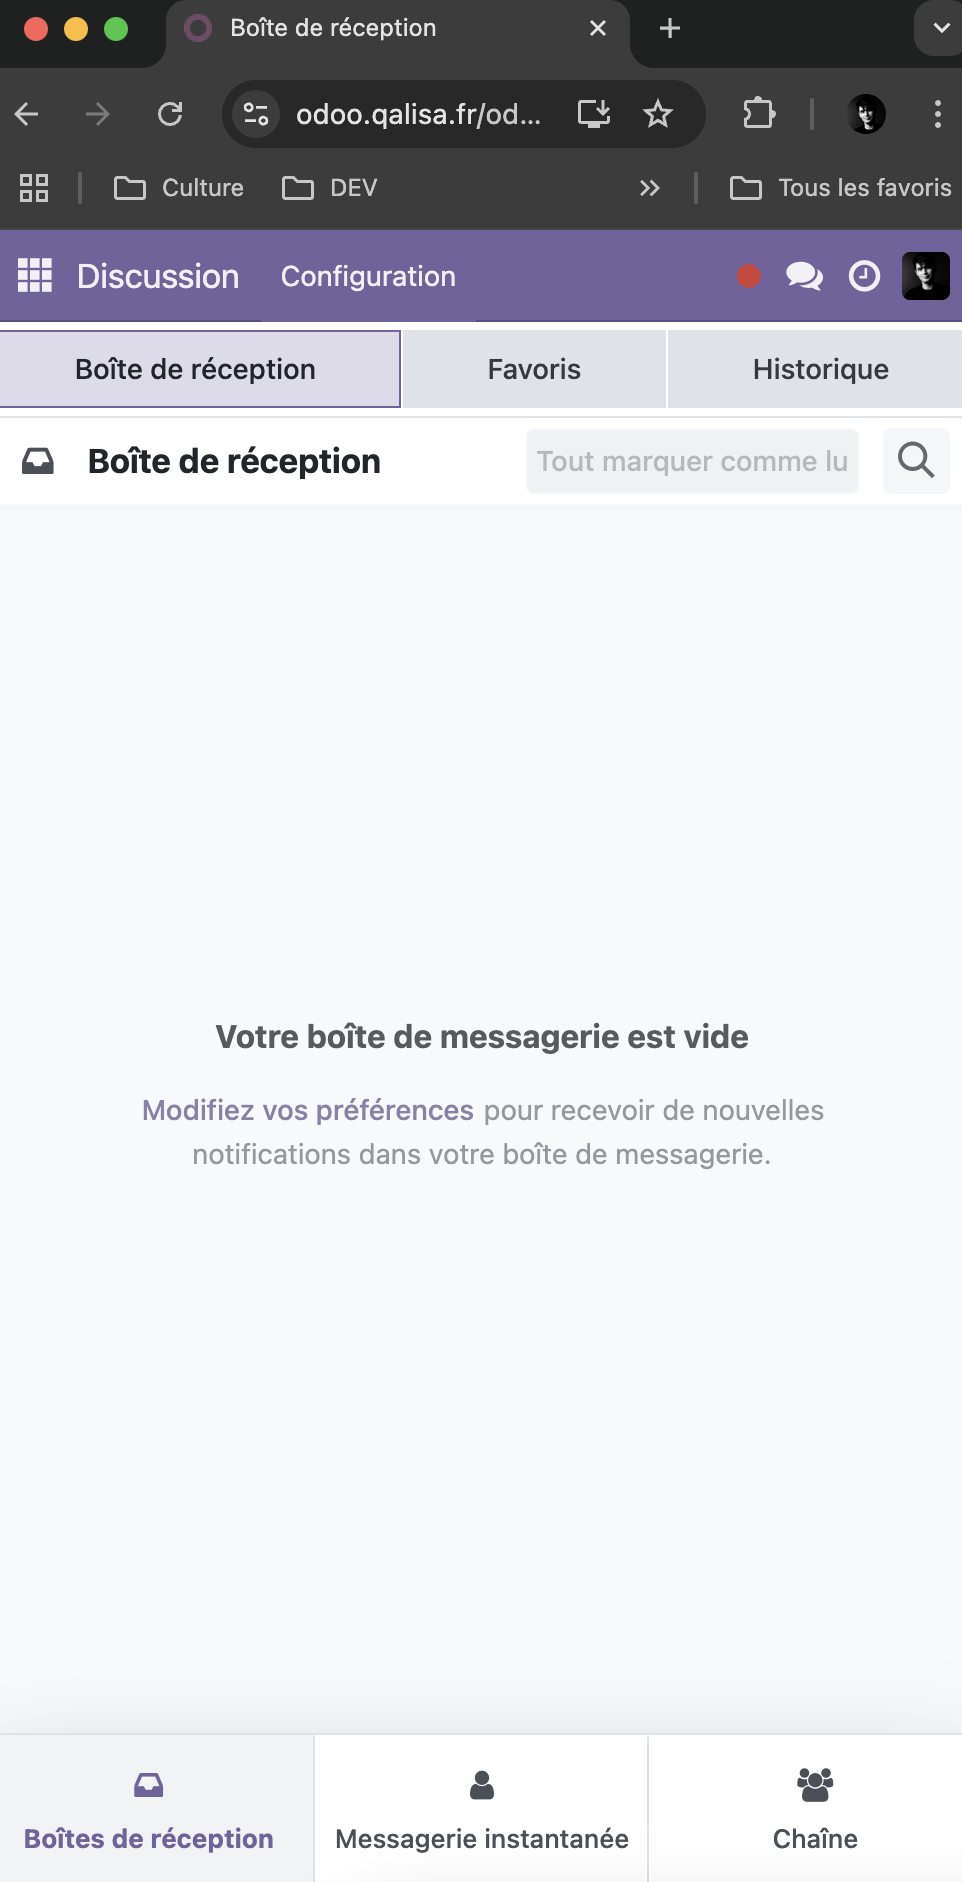 Boîte de réception
odoo.qalisa.fr/od...
Culture
DEV
Tous les favoris
Discussion
Configuration
Boîte de réception
Favoris
Historique
Boîte de réception
Tout marquer comme lu
Votre boîte de messagerie est vide
Modifiez vos préférences pour recevoir de nouvelles
notifications dans votre boîte de messagerie.
Boîtes de réception
Messagerie instantanée
Chaîne